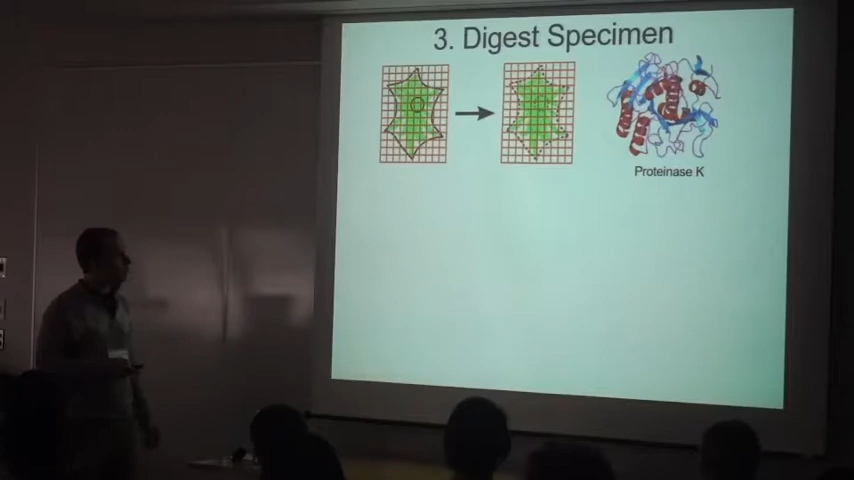 3. Digest Specimen
Proteinase K